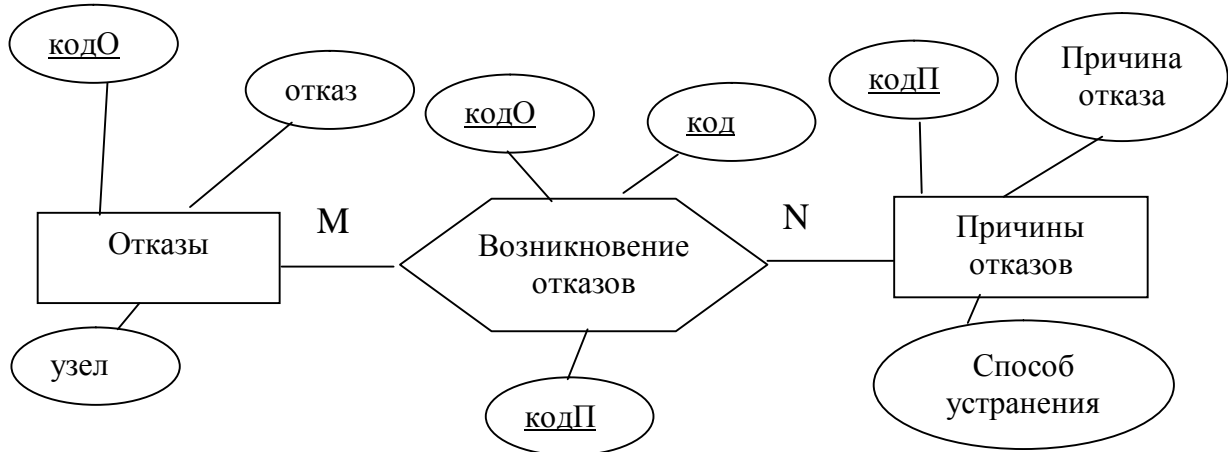 кодО
отказ
кодО
код
кодП
Причина
отказа
Отказы
M
Возникновение
отказов
N
Причины
отказов
узел
кодП
Способ
устранения